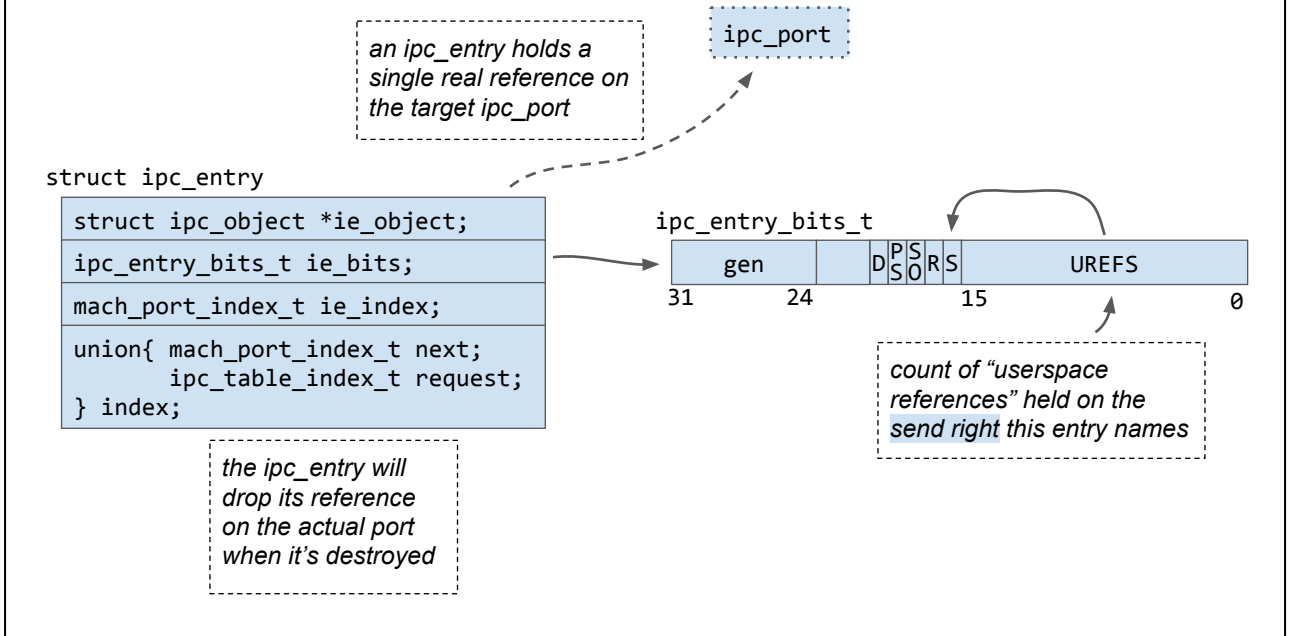 an ipc_entry holds a
single real reference on
the target ipc_port
ipc_port
struct ipc_entry
struct ipc_object *ie_object;
ipc_entry_bits_t ie_bits;
mach_port_index_t ie_index;
union{ mach_port_index_t next;
ipc_table_index_t request;
} index;
the ipc_entry will
drop its reference
on the actual port
when it's destroyed
ipc_entry_bits_t
gen D PS SO R S UREFS
31 24 15 0
count of “userspace
references” held on the
send right this entry names